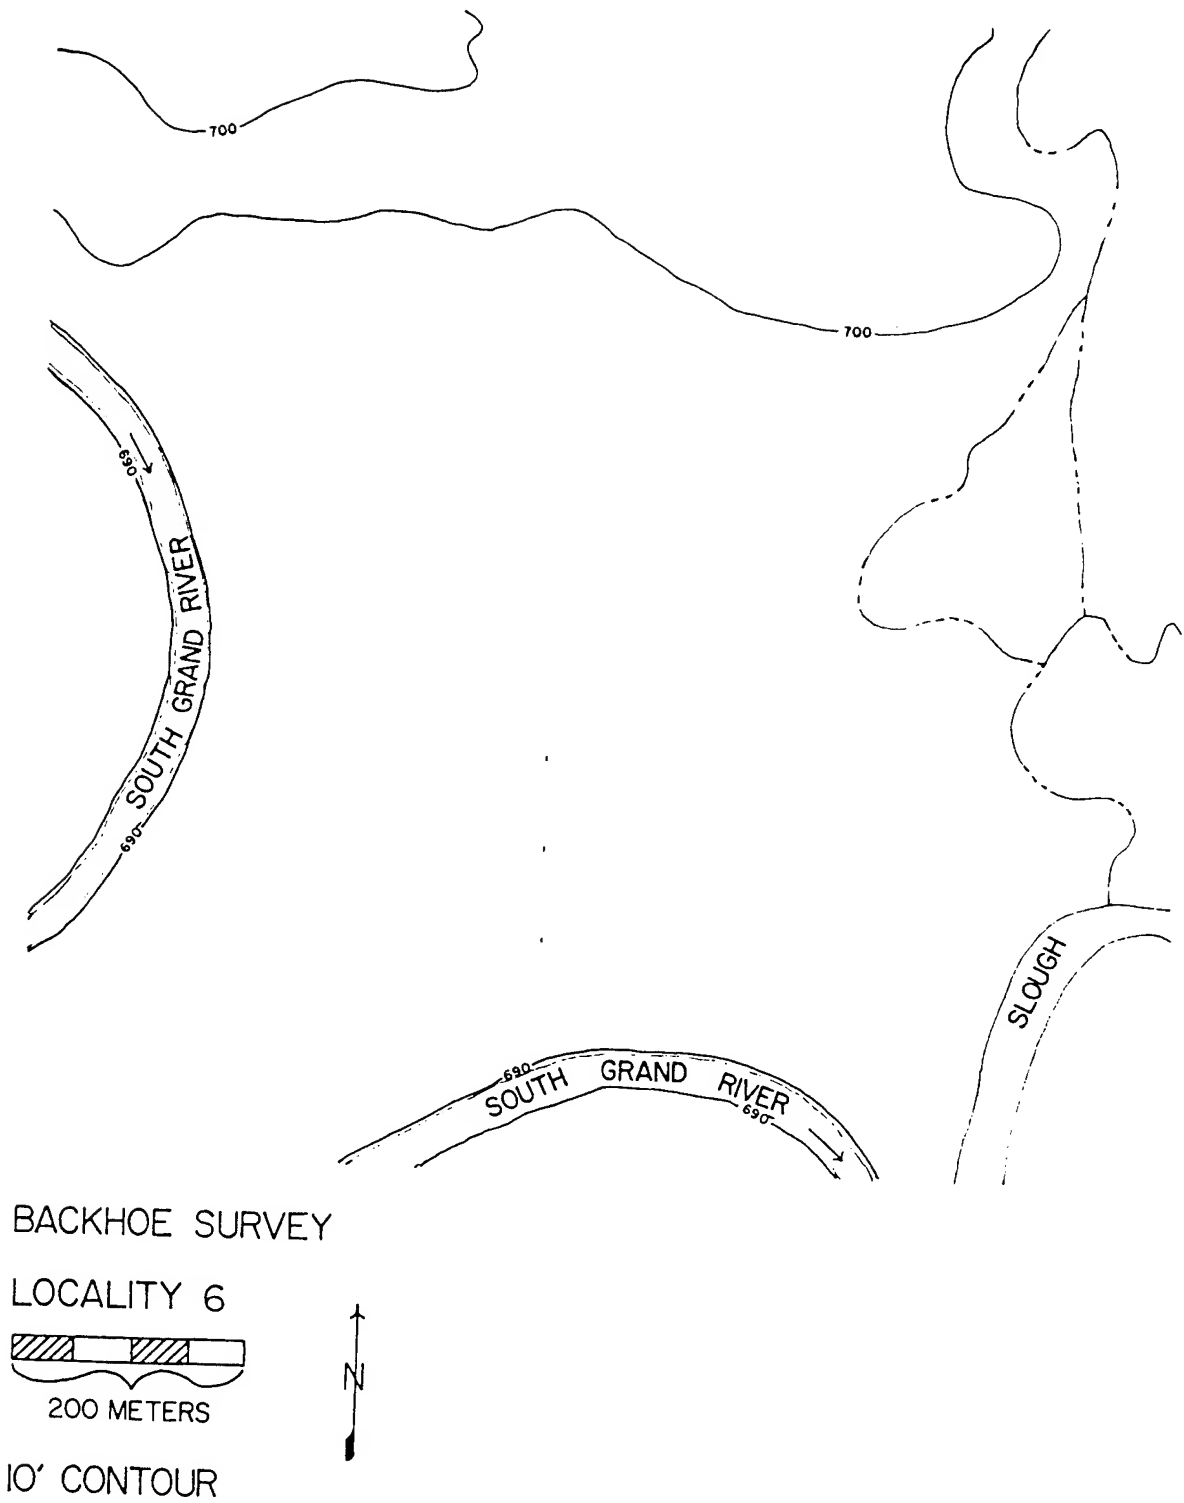 700
700
690
SOUTH GRAND RIVER
690
SLOUGH
690
SOUTH GRAND RIVER
690
BACKHOE SURVEY
LOCALITY 6
200 METERS
N
10' CONTOUR